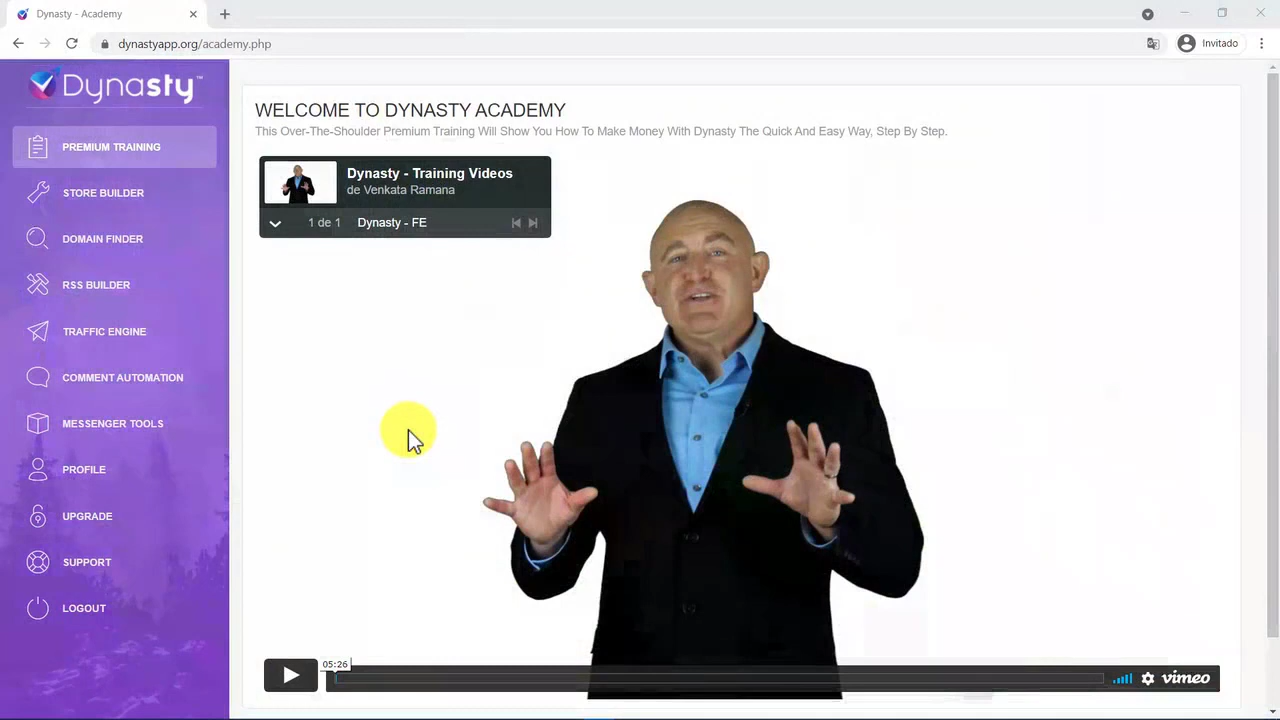 Dynasty - Academy
dynastyapp.org/academy.php
Invitado
Dynasty™
PREMIUM TRAINING
STORE BUILDER
DOMAIN FINDER
RSS BUILDER
TRAFFIC ENGINE
COMMENT AUTOMATION
MESSENGER TOOLS
PROFILE
UPGRADE
SUPPORT
LOGOUT
WELCOME TO DYNASTY ACADEMY
This Over-The-Shoulder Premium Training Will Show You How To Make Money With Dynasty The Quick And Easy Way, Step By Step.
Dynasty - Training Videos
de Venkata Ramana
1 de 1 Dynasty - FE
05:26
vimeo